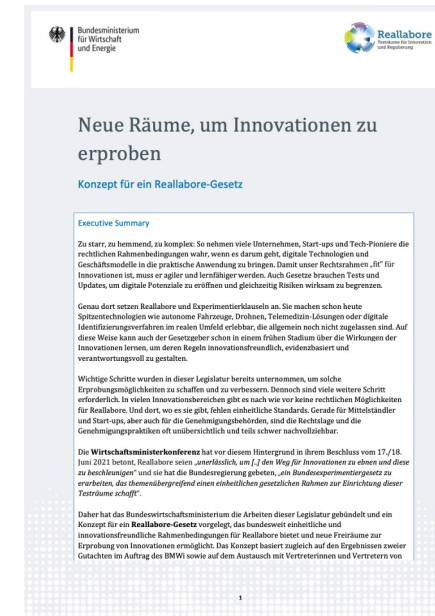 Bundesministerium
für Wirtschaft
und Energie
Reallabore
Testräume für Innovation
und Regulierung
Neue Räume, um Innovationen zu
erproben
Konzept für ein Reallabore-Gesetz
Executive Summary
Zu starr, zu hemmend, zu komplex: So nehmen viele Unternehmen, Start-ups und Tech-Pioniere die
rechtlichen Rahmenbedingungen wahr, wenn es darum geht, digitale Technologien und
Geschäftsmodelle in die praktische Anwendung zu bringen. Damit unser Rechtsrahmen „fit" für
Innovationen ist, muss er agiler und lernfähiger werden. Auch Gesetze brauchen Tests und
Updates, um digitale Potenziale zu eröffnen und gleichzeitig Risiken wirksam zu begrenzen.
Genau dort setzen Reallabore und Experimentierklauseln an. Sie machen schon heute
Spitzentechnologien wie autonome Fahrzeuge, Drohnen, Telemedizin-Lösungen oder digitale
Identifizierungsverfahren im realen Umfeld erlebbar, die allgemein noch nicht zugelassen sind. Auf
diese Weise kann auch der Gesetzgeber schon in einem frühen Stadium über die Wirkungen der
Innovationen lernen, um deren Regeln innovationsfreundlich, evidenzbasiert und
verantwortungsvoll zu gestalten.
Wichtige Schritte wurden in dieser Legislatur bereits unternommen, um solche
Erprobungsmöglichkeiten zu schaffen und zu verbessern. Dennoch sind viele weitere Schritt
erforderlich. In vielen Innovationsbereichen gibt es nach wie vor keine rechtlichen Möglichkeiten
für Reallabore. Und dort, wo es sie gibt, fehlen einheitliche Standards. Gerade für Mittelständler
und Start-ups, aber auch für die Genehmigungsbehörden, sind die Rechtslage und die
Genehmigungspraktiken oft unübersichtlich und teils schwer nachvollziehbar.
Die Wirtschaftsministerkonferenz hat vor diesem Hintergrund in ihrem Beschluss vom 17./18.
Juni 2021 betont, Reallabore seien „unerlässlich, um [..] den Weg für Innovationen zu ebnen und diese
zu beschleunigen" und sie hat die Bundesregierung gebeten, „ein Bundesexperimentiergesetz zu
erarbeiten, das themenübergreifend einen einheitlichen gesetzlichen Rahmen zur Einrichtung dieser
Testräume schafft".
Daher hat das Bundeswirtschaftsministerium die Arbeiten dieser Legislatur gebündelt und ein
Konzept für ein Reallabore-Gesetz vorgelegt, das bundesweit einheitliche und
innovationsfreundliche Rahmenbedingungen für Reallabore bietet und neue Freiräume zur
Erprobung von Innovationen ermöglicht. Das Konzept basiert zugleich auf den Ergebnissen zweier
Gutachten im Auftrag des BMWi sowie auf dem Austausch mit Vertreterinnen und Vertretern von
1